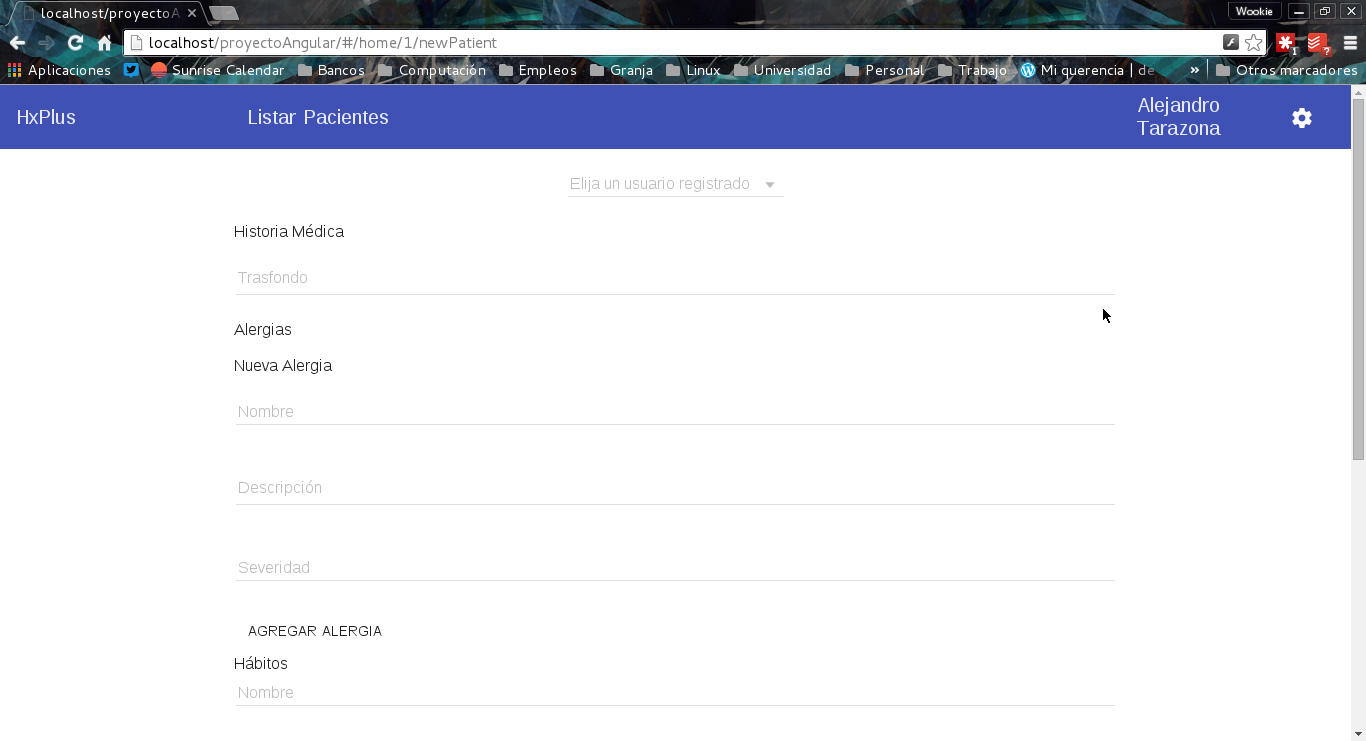 localhost/proyectoA
Wookie
localhost/proyectoAngular/#/home/1/newPatient
1
?
Aplicaciones
Sunrise Calendar
Bancos
Computación
Empleos
Granja
Linux
Universidad
Personal
Trabajo
Mi querencia | de
»
Otros marcadores
HxPlus
Listar Pacientes
Alejandro
Tarazona
Elija un usuario registrado
Historia Médica
Trasfondo
Alergias
Nueva Alergia
Nombre
Descripción
Severidad
AGREGAR ALERGIA
Hábitos
Nombre